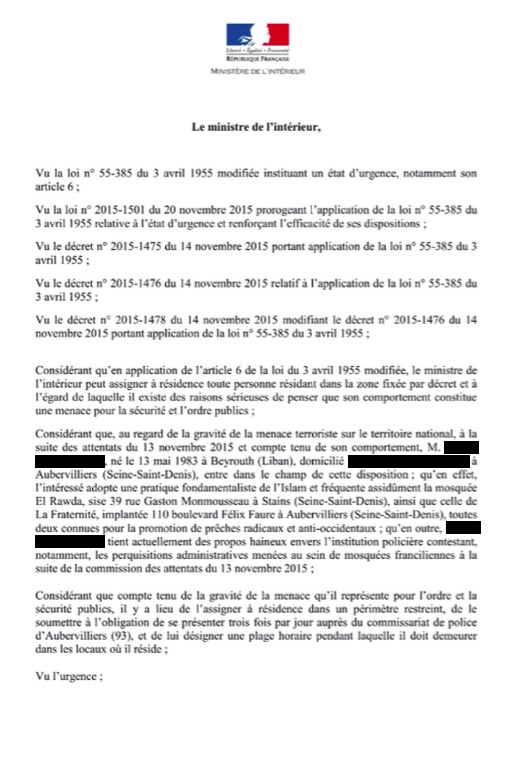 Liberté • Égalité • Fraternité
RÉPUBLIQUE FRANÇAISE
MINISTÈRE DE L'INTÉRIEUR
Le ministre de l'intérieur,
Vu la loi n° 55-385 du 3 avril 1955 modifiée instituant un état d'urgence, notamment son
article 6 ;
Vu la loi n° 2015-1501 du 20 novembre 2015 prorogeant l'application de la loi n° 55-385 du
3 avril 1955 relative à l'état d'urgence et renforçant l'efficacité de ses dispositions ;
Vu le décret n° 2015-1475 du 14 novembre 2015 portant application de la loi n° 55-385 du 3
avril 1955 ;
Vu le décret n° 2015-1476 du 14 novembre 2015 relatif à l'application de la loi n° 55-385 du
3 avril 1955 ;
Vu le décret n° 2015-1478 du 14 novembre 2015 modifiant le décret n° 2015-1476 du 14
novembre 2015 portant application de la loi n° 55-385 du 3 avril 1955 ;
Considérant qu'en application de l'article 6 de la loi du 3 avril 1955 modifiée, le ministre de
l'intérieur peut assigner à résidence toute personne résidant dans la zone fixée par décret et à
l'égard de laquelle il existe des raisons sérieuses de penser que son comportement constitue
une menace pour la sécurité et l'ordre publics ;
Considérant que, au regard de la gravité de la menace terroriste sur le territoire national, à la
suite des attentats du 13 novembre 2015 et compte tenu de son comportement, M.
, né le 13 mai 1983 à Beyrouth (Liban), domicilié à
Aubervilliers (Seine-Saint-Denis), entre dans le champ de cette disposition ; qu'en effet,
l'intéressé adopte une pratique fondamentaliste de l'Islam et fréquente assidûment la mosquée
El Rawda, sise 39 rue Gaston Monmousseau à Stains (Seine-Saint-Denis), ainsi que celle de
La Fraternité, implantée 110 boulevard Félix Faure à Aubervilliers (Seine-Saint-Denis), toutes
deux connues pour la promotion de prêches radicaux et anti-occidentaux ; qu'en outre,
tient actuellement des propos haineux envers l'institution policière contestant,
notamment, les perquisitions administratives menées au sein de mosquées franciliennes à la
suite de la commission des attentats du 13 novembre 2015 ;
Considérant que compte tenu de la gravité de la menace qu'il représente pour l'ordre et la
sécurité publics, il y a lieu de l'assigner à résidence dans un périmètre restreint, de le
soumettre à l'obligation de se présenter trois fois par jour auprès du commissariat de police
d'Aubervilliers (93), et de lui désigner une plage horaire pendant laquelle il doit demeurer
dans les locaux où il réside ;
Vu l'urgence ;